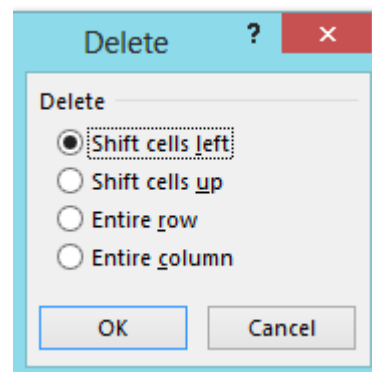 Delete ?
Delete
Shift cells left
Shift cells up
Entire row
Entire column
OK Cancel